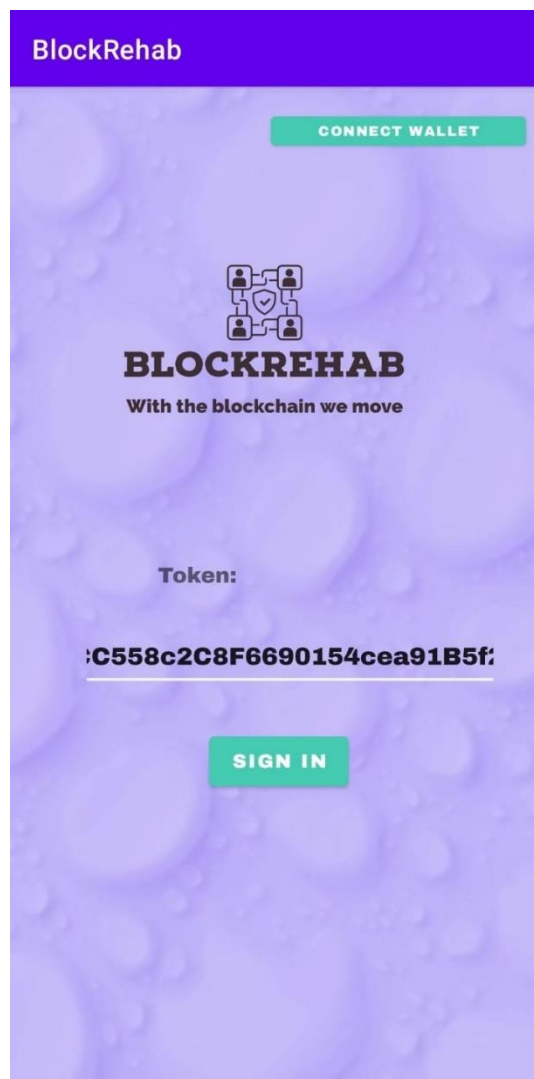 BlockRehab
CONNECT WALLET
BLOCKREHAB
With the blockchain we move
Token:
C558c2C8F6690154cea91B5f
SIGN IN